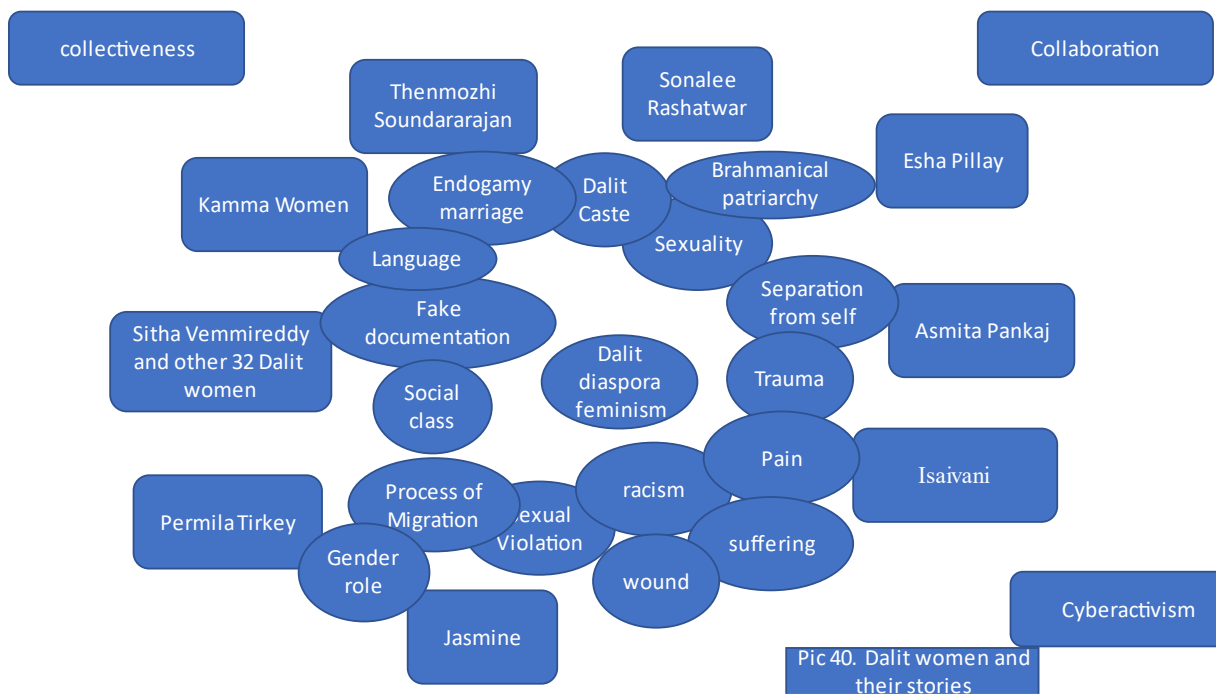 collectiveness
Collaboration
Thenmozhi
Soundararajan
Sonalee
Rashatwar
Esha Pillay
Kamma Women
Endogamy
marriage
Dalit
Caste
Brahmanical
patriarchy
Sexuality
Language
Separation
from self
Fake
documentation
Sitha Vemmireddy
and other 32 Dalit
women
Asmita Pankaj
Dalit
diaspora
feminism
Trauma
Social
class
Pain
Isaivani
racism
Process of
Migration
Permila Tirkey
Sexual
Violation
suffering
Gender
role
wound
Cyberactivism
Jasmine
Pic 40. Dalit women and
their stories